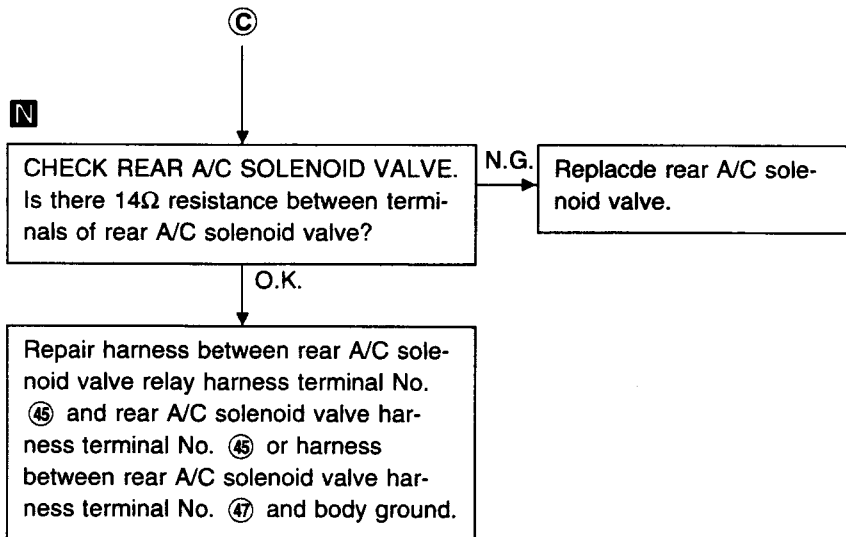 Ⓒ
N
CHECK REAR A/C SOLENOID VALVE.
Is there 14Ω resistance between termi-
nals of rear A/C solenoid valve?
N.G.
Replacde rear A/C sole-
noid valve.
O.K.
Repair harness between rear A/C sole-
noid valve relay harness terminal No.
㊺ and rear A/C solenoid valve har-
ness terminal No. ㊺ or harness
between rear A/C solenoid valve har-
ness terminal No. ㊼ and body ground.